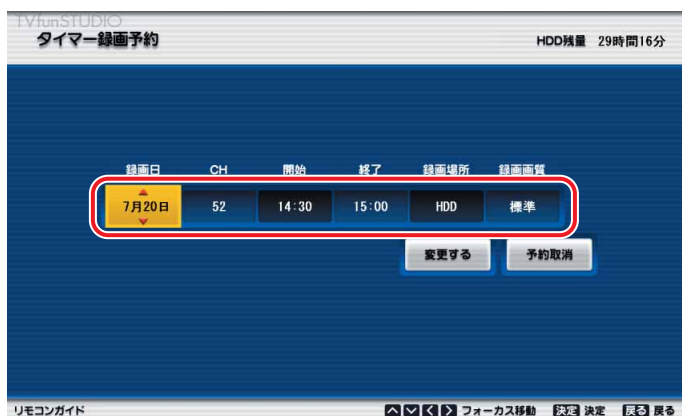 TVfunSTUDIO
タイマー録画予約 HDD残量 29時間16分
録画日 CH 開始 終了 録画場所 録画画質
7月20日 52 14:30 15:00 HDD 標準
変更する 予約取消
リモコンガイド フォーカス移動 決定 決定 戻る 戻る